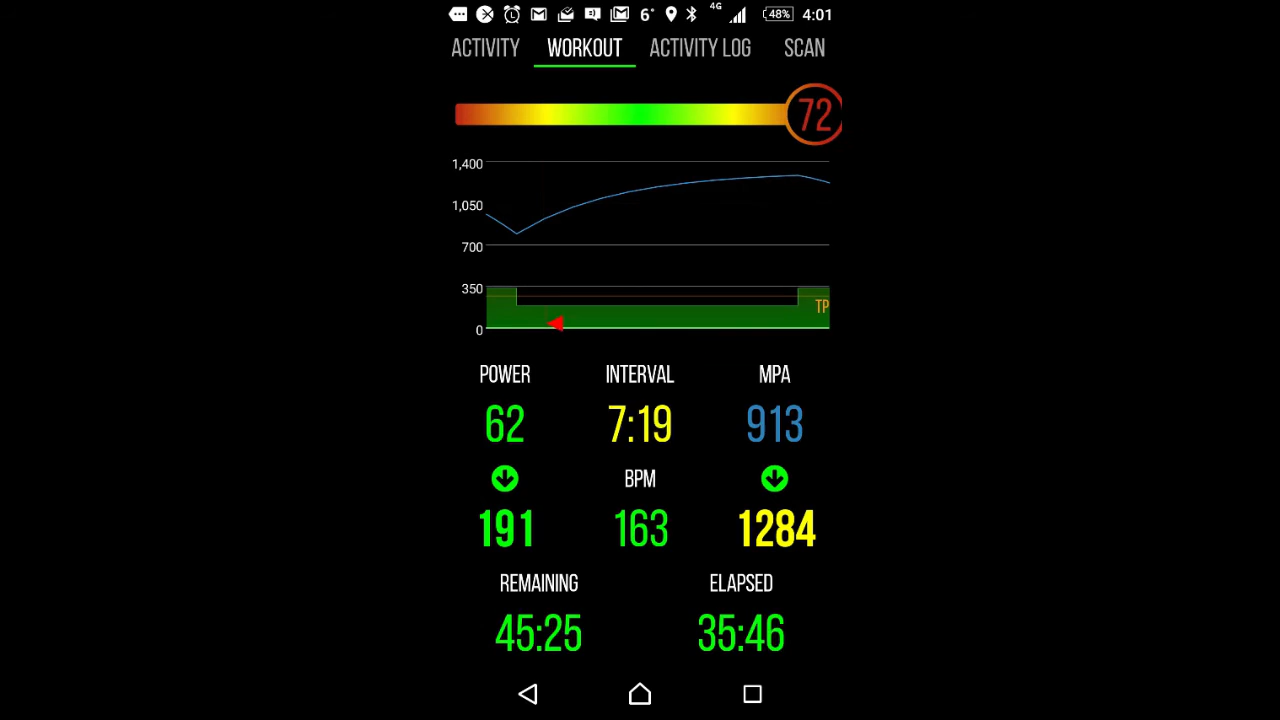 6° 4G 48% 4:01
ACTIVITY WORKOUT ACTIVITY LOG SCAN
72
1,400
1,050
700
350
TP
0
POWER INTERVAL MPA
62 7:19 913
BPM
191 163 1284
REMAINING ELAPSED
45:25 35:46